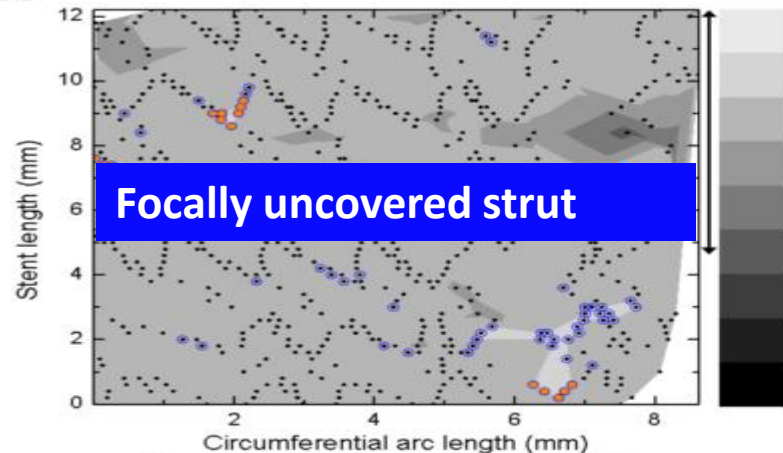 12
10
8
Focally uncovered strut
6
4
2
0
Stent length (mm)
2 4 6 8
Circumferential arc length (mm)